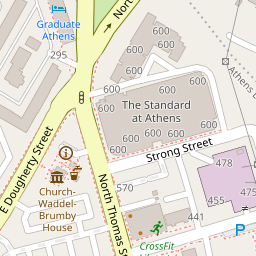 Graduate
Athens
295
North
600
600
600
600
600
600
The Standard
at Athens
600
600
600
600
600
600
Athens
E Dougherty Street
Strong Street
478
455
Church-
Waddel-
Brumby
House
570
North Thomas S
441
CrossFit
P